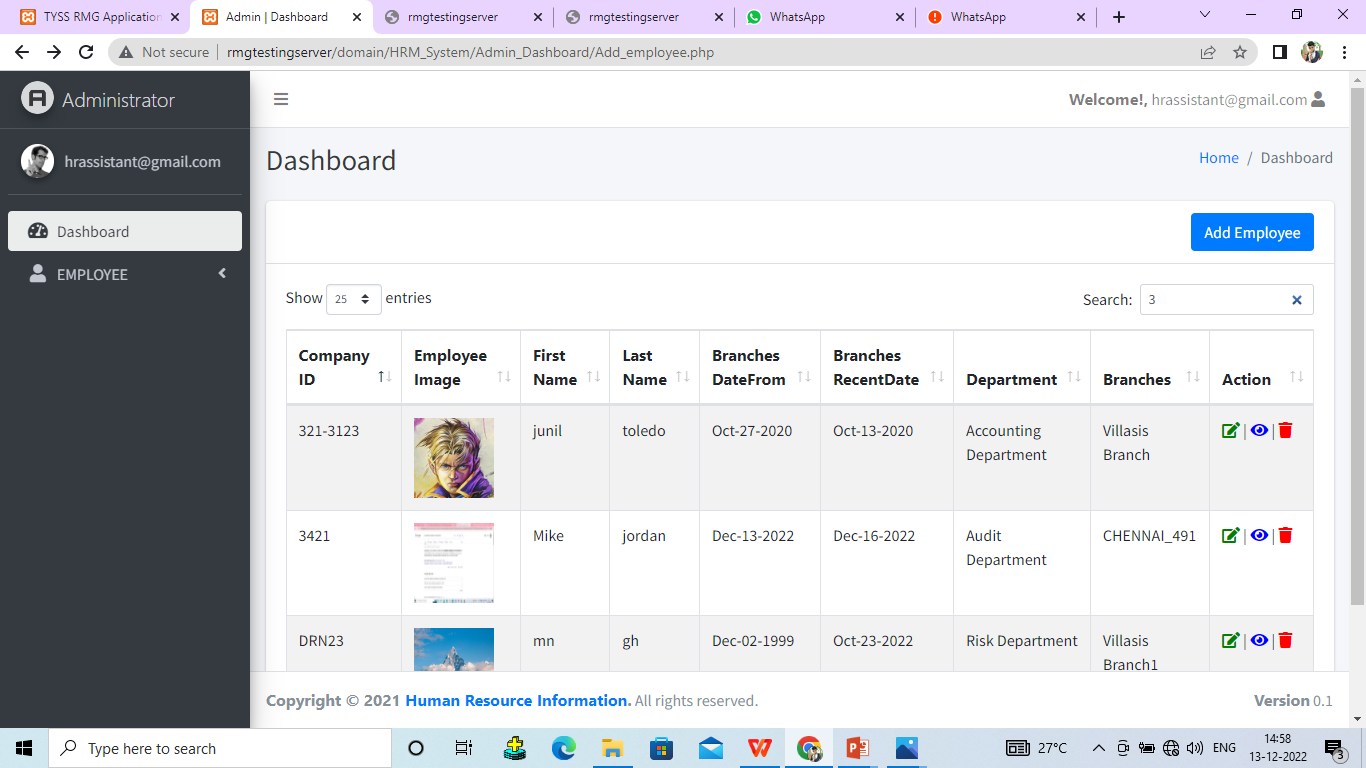 TYSS RMG Application
Admin | Dashboard
rmgtestingserver
rmgtestingserver
WhatsApp
WhatsApp
Not secure
rmgtestingserver/domain/HRM_System/Admin_Dashboard/Add_employee.php
Administrator
Welcome!, hrassistant@gmail.com
hrassistant@gmail.com
Dashboard
EMPLOYEE
Dashboard
Home / Dashboard
Add Employee
Show 25 entries
Search: 3
Company ID
Employee Image
First Name
Last Name
Branches DateFrom
Branches RecentDate
Department
Branches
Action
321-3123
junil
toledo
Oct-27-2020
Oct-13-2020
Accounting Department
Villasis Branch
| |
3421
Mike
jordan
Dec-13-2022
Dec-16-2022
Audit Department
CHENNAI_491
| |
DRN23
mn
gh
Dec-02-1999
Oct-23-2022
Risk Department
Villasis Branch1
| |
Copyright © 2021 Human Resource Information. All rights reserved.
Version 0.1
Type here to search
27°C
ENG
14:58
13-12-2022
3